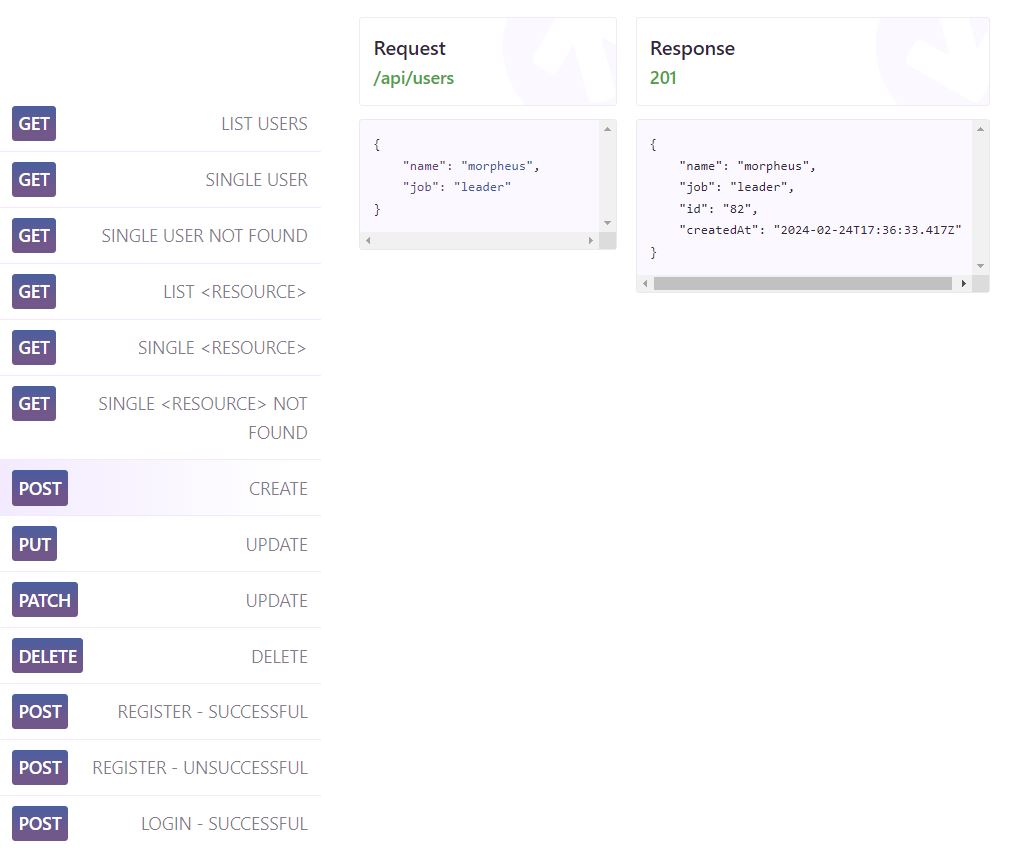 GET LIST USERS
GET SINGLE USER
GET SINGLE USER NOT FOUND
GET LIST <RESOURCE>
GET SINGLE <RESOURCE>
GET SINGLE <RESOURCE> NOT
FOUND
POST CREATE
PUT UPDATE
PATCH UPDATE
DELETE DELETE
POST REGISTER - SUCCESSFUL
POST REGISTER - UNSUCCESSFUL
POST LOGIN - SUCCESSFUL
Request
/api/users
{
    "name": "morpheus",
    "job": "leader"
}
Response
201
{
    "name": "morpheus",
    "job": "leader",
    "id": "82",
    "createdAt": "2024-02-24T17:36:33.417Z"
}